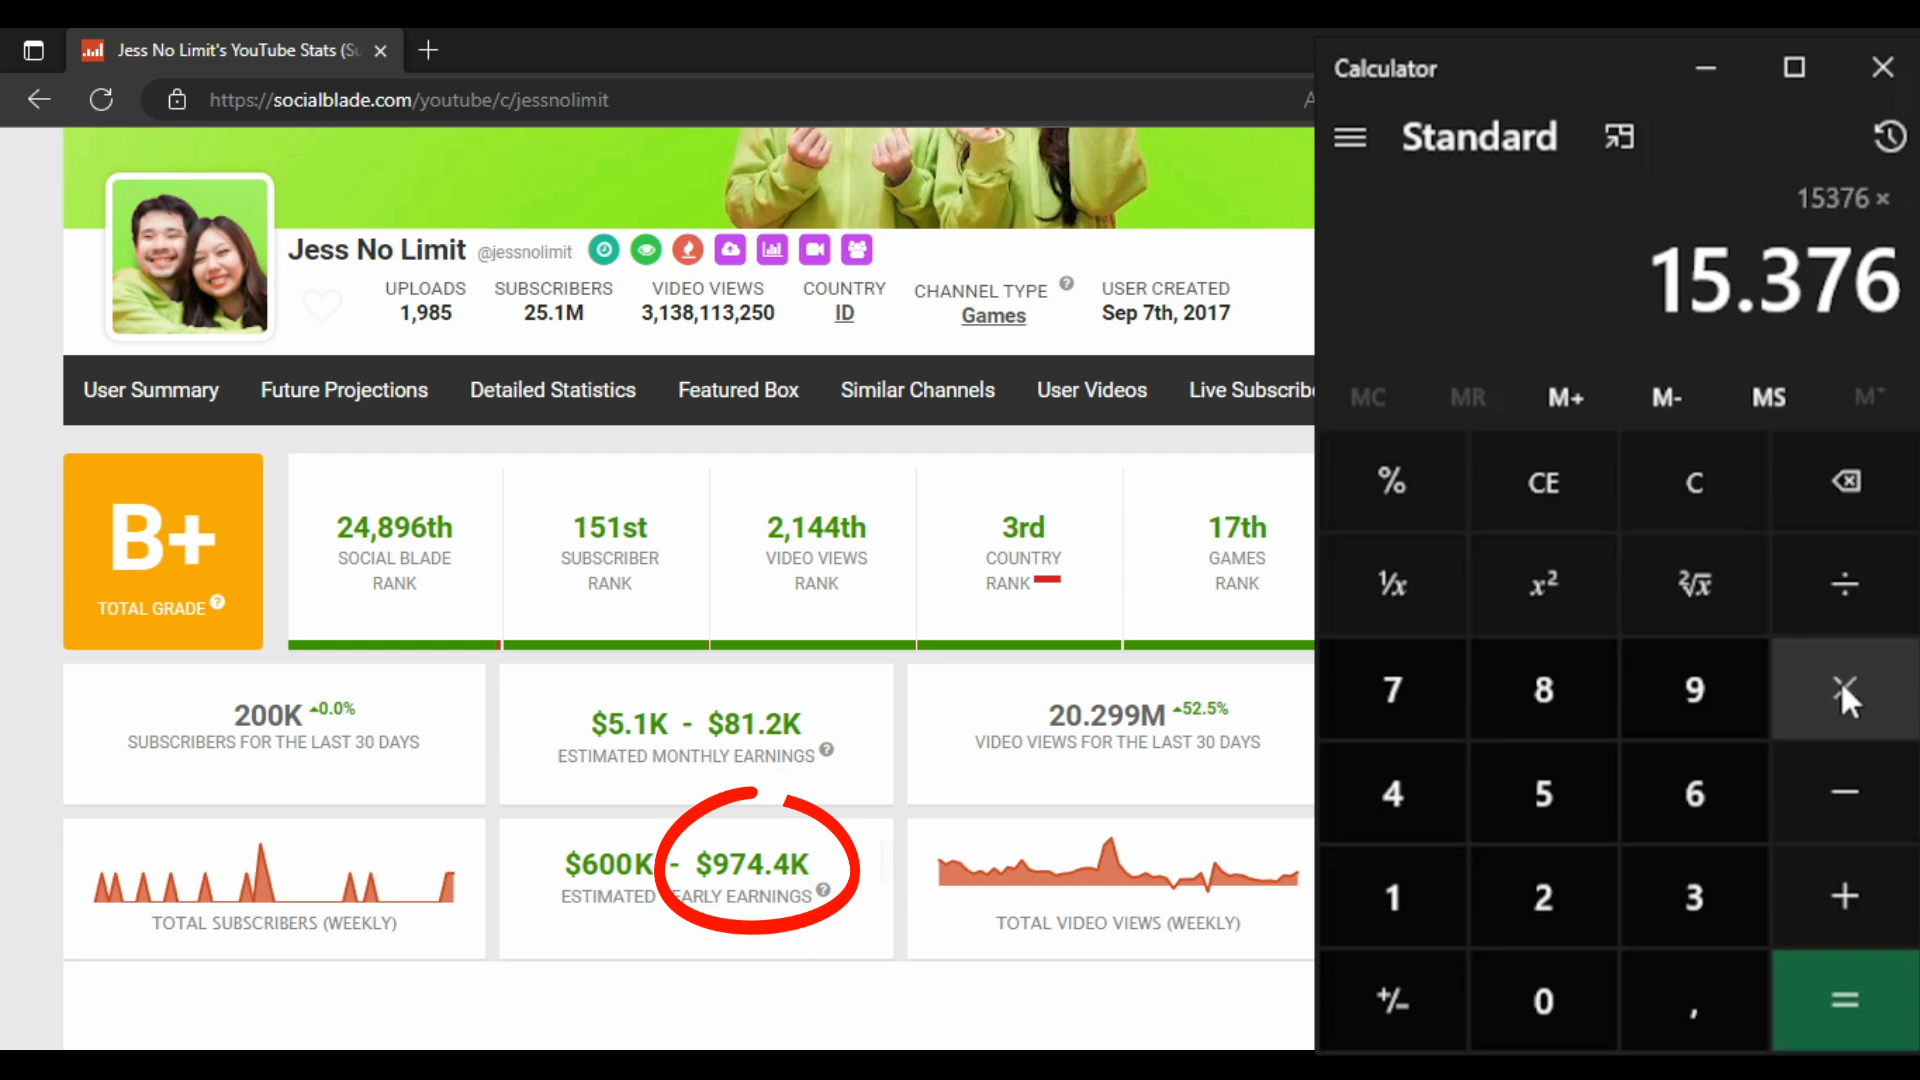 Jess No Limit's YouTube Stats (Su
https://socialblade.com/youtube/c/jessnolimit
Jess No Limit @jessnolimit
UPLOADS
1,985
SUBSCRIBERS
25.1M
VIDEO VIEWS
3,138,113,250
COUNTRY
ID
CHANNEL TYPE
Games
USER CREATED
Sep 7th, 2017
User Summary
Future Projections
Detailed Statistics
Featured Box
Similar Channels
User Videos
Live Subscribe
B+
TOTAL GRADE
24,896th
SOCIAL BLADE
RANK
151st
SUBSCRIBER
RANK
2,144th
VIDEO VIEWS
RANK
3rd
COUNTRY
RANK
17th
GAMES
RANK
200K 0.0%
SUBSCRIBERS FOR THE LAST 30 DAYS
$5.1K - $81.2K
ESTIMATED MONTHLY EARNINGS
20.299M 52.5%
VIDEO VIEWS FOR THE LAST 30 DAYS
TOTAL SUBSCRIBERS (WEEKLY)
$600K - $974.4K
ESTIMATED EARLY EARNINGS
TOTAL VIDEO VIEWS (WEEKLY)
Calculator
Standard
15376 ×
15.376
MC MR M+ M- MS M
% CE C
⅟x x² ²√x ÷
7 8 9 ×
4 5 6 −
1 2 3 +
+/− 0 , =